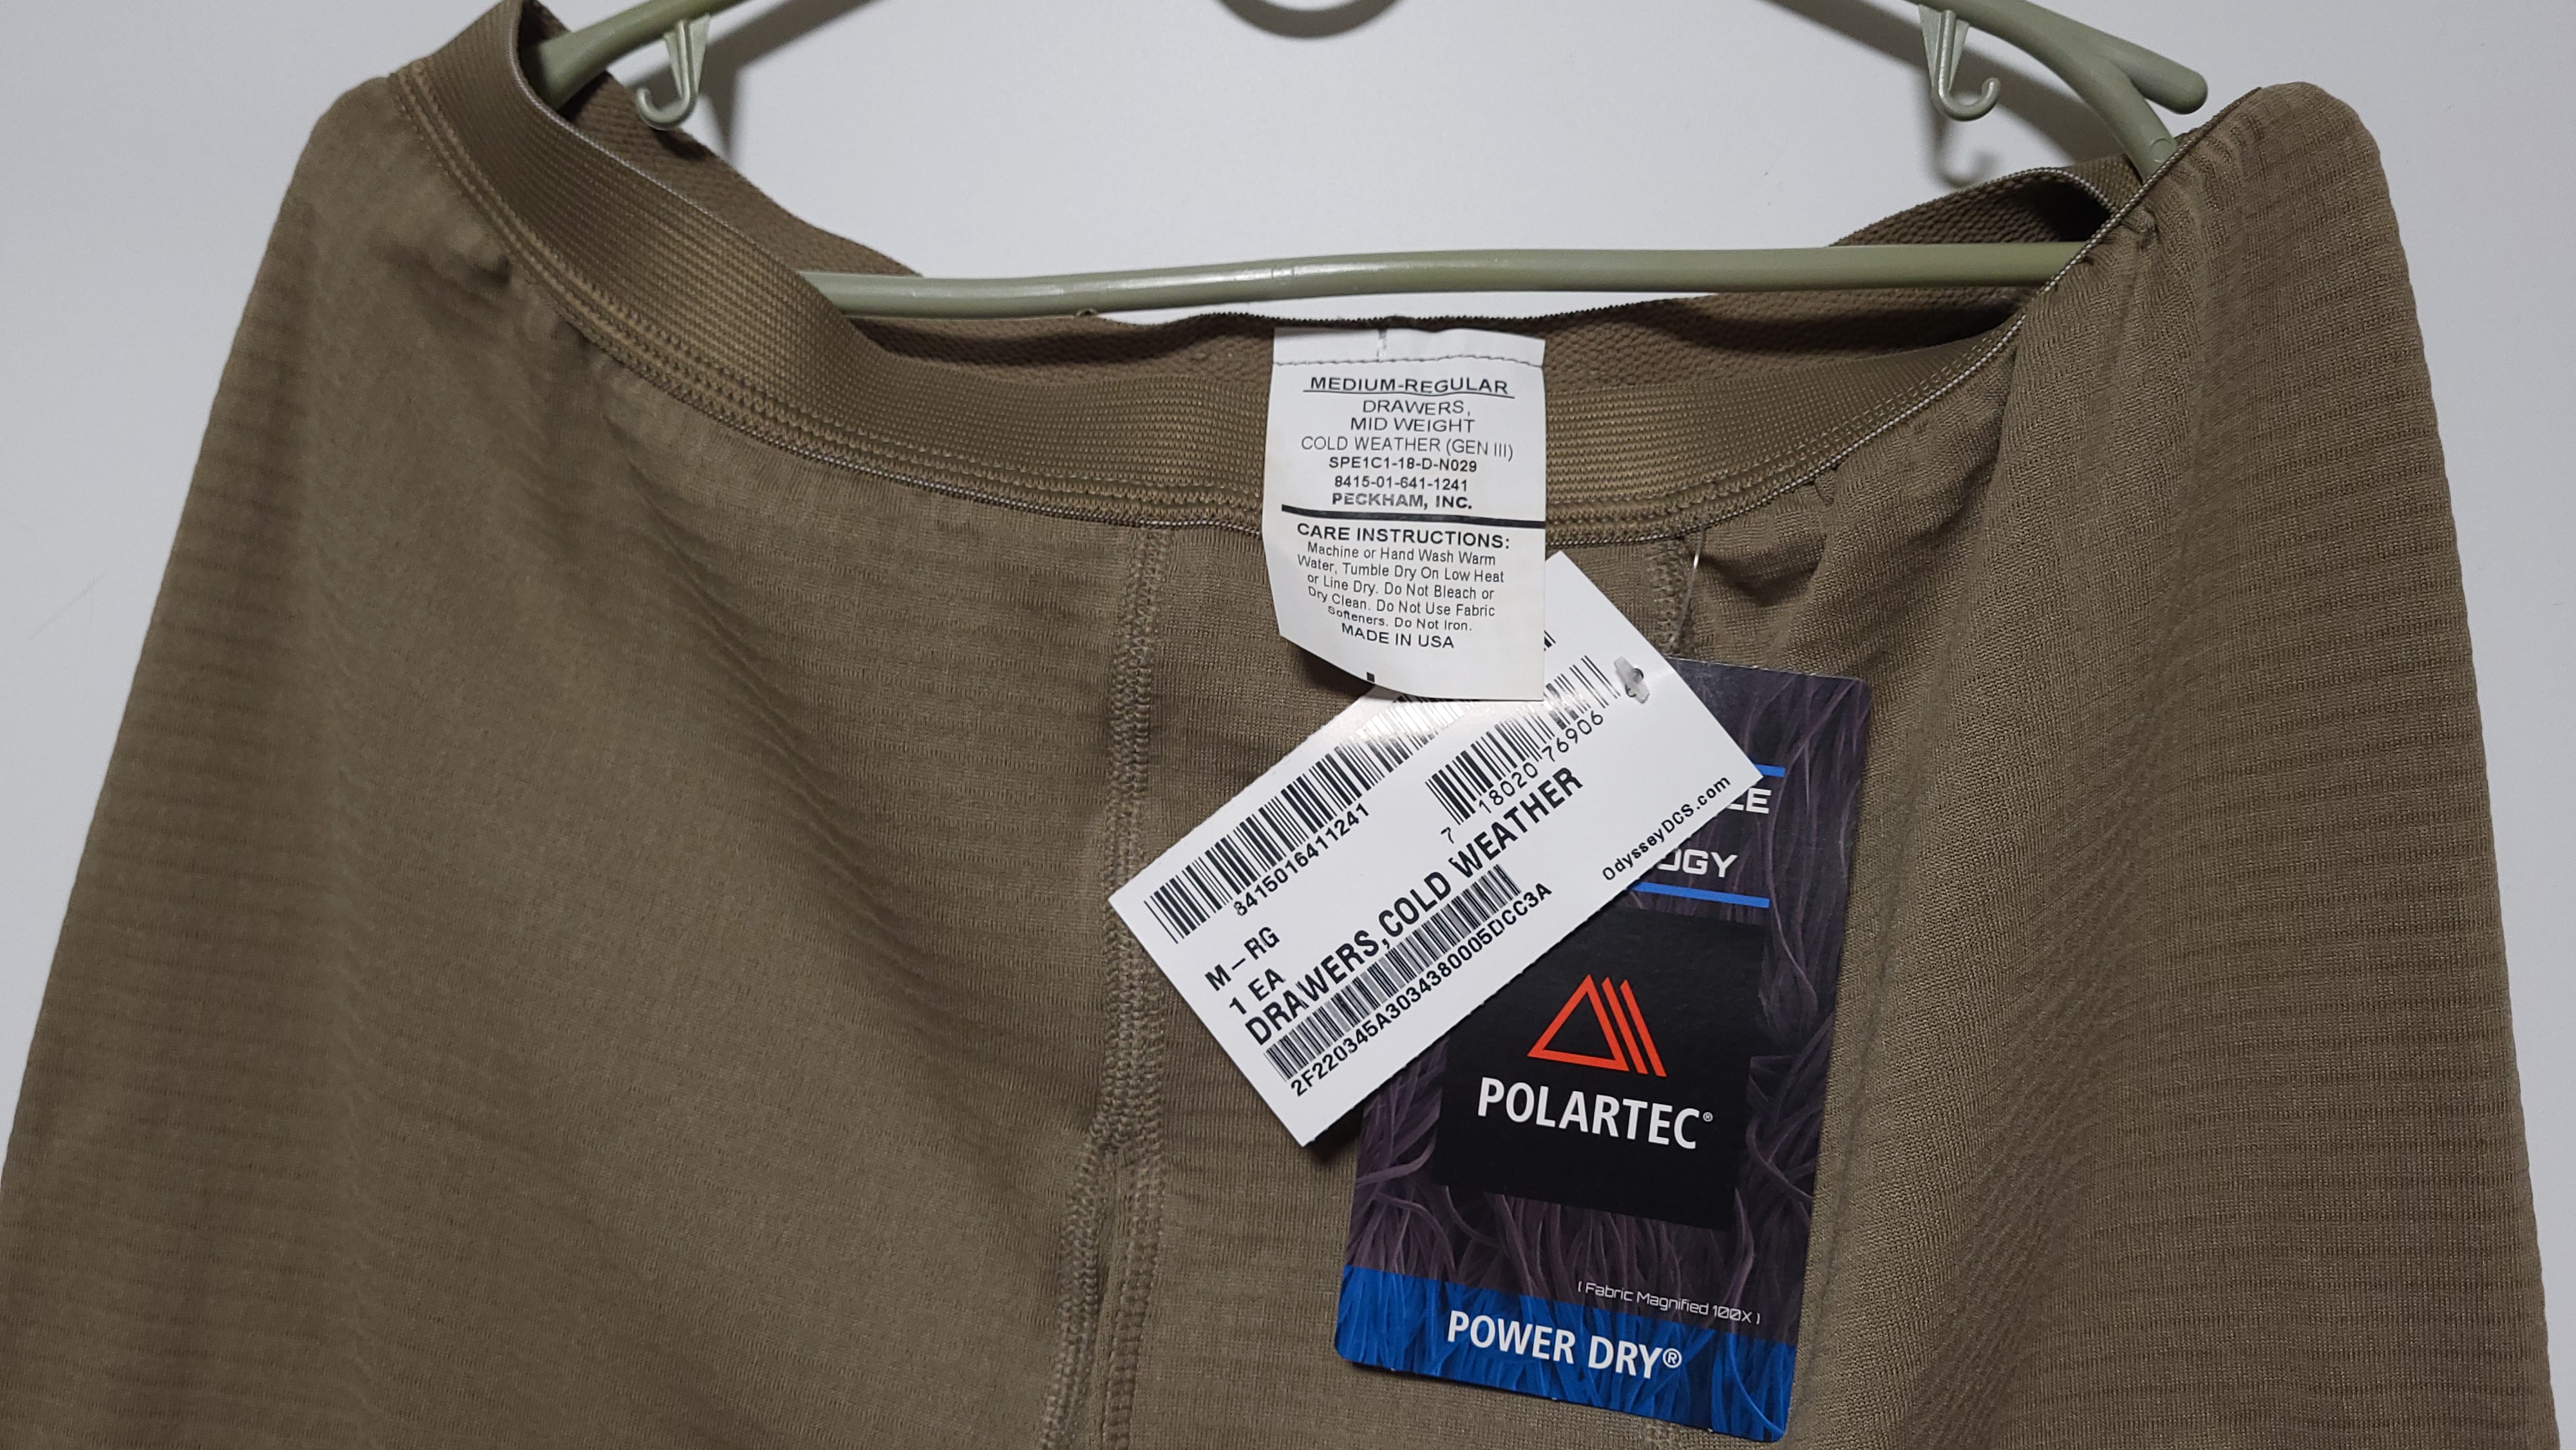 MEDIUM-REGULAR
DRAWERS,
MID WEIGHT
COLD WEATHER (GEN III)
SPE1C1-18-D-N029
8415-01-641-1241
PECKHAM, INC.
CARE INSTRUCTIONS:
Machine or Hand Wash Warm
Water, Tumble Dry On Low Heat
or Line Dry. Do Not Bleach or
Dry Clean. Do Not Use Fabric
Softeners. Do Not Iron.
MADE IN USA
8415016411241
7 18020 76906
M-RG
1 EA
DRAWERS,COLD WEATHER
2F220345A3034380005DCC3A
OdysseyDCS.com
POLARTEC®
( Fabric Magnified 100X )
POWER DRY®